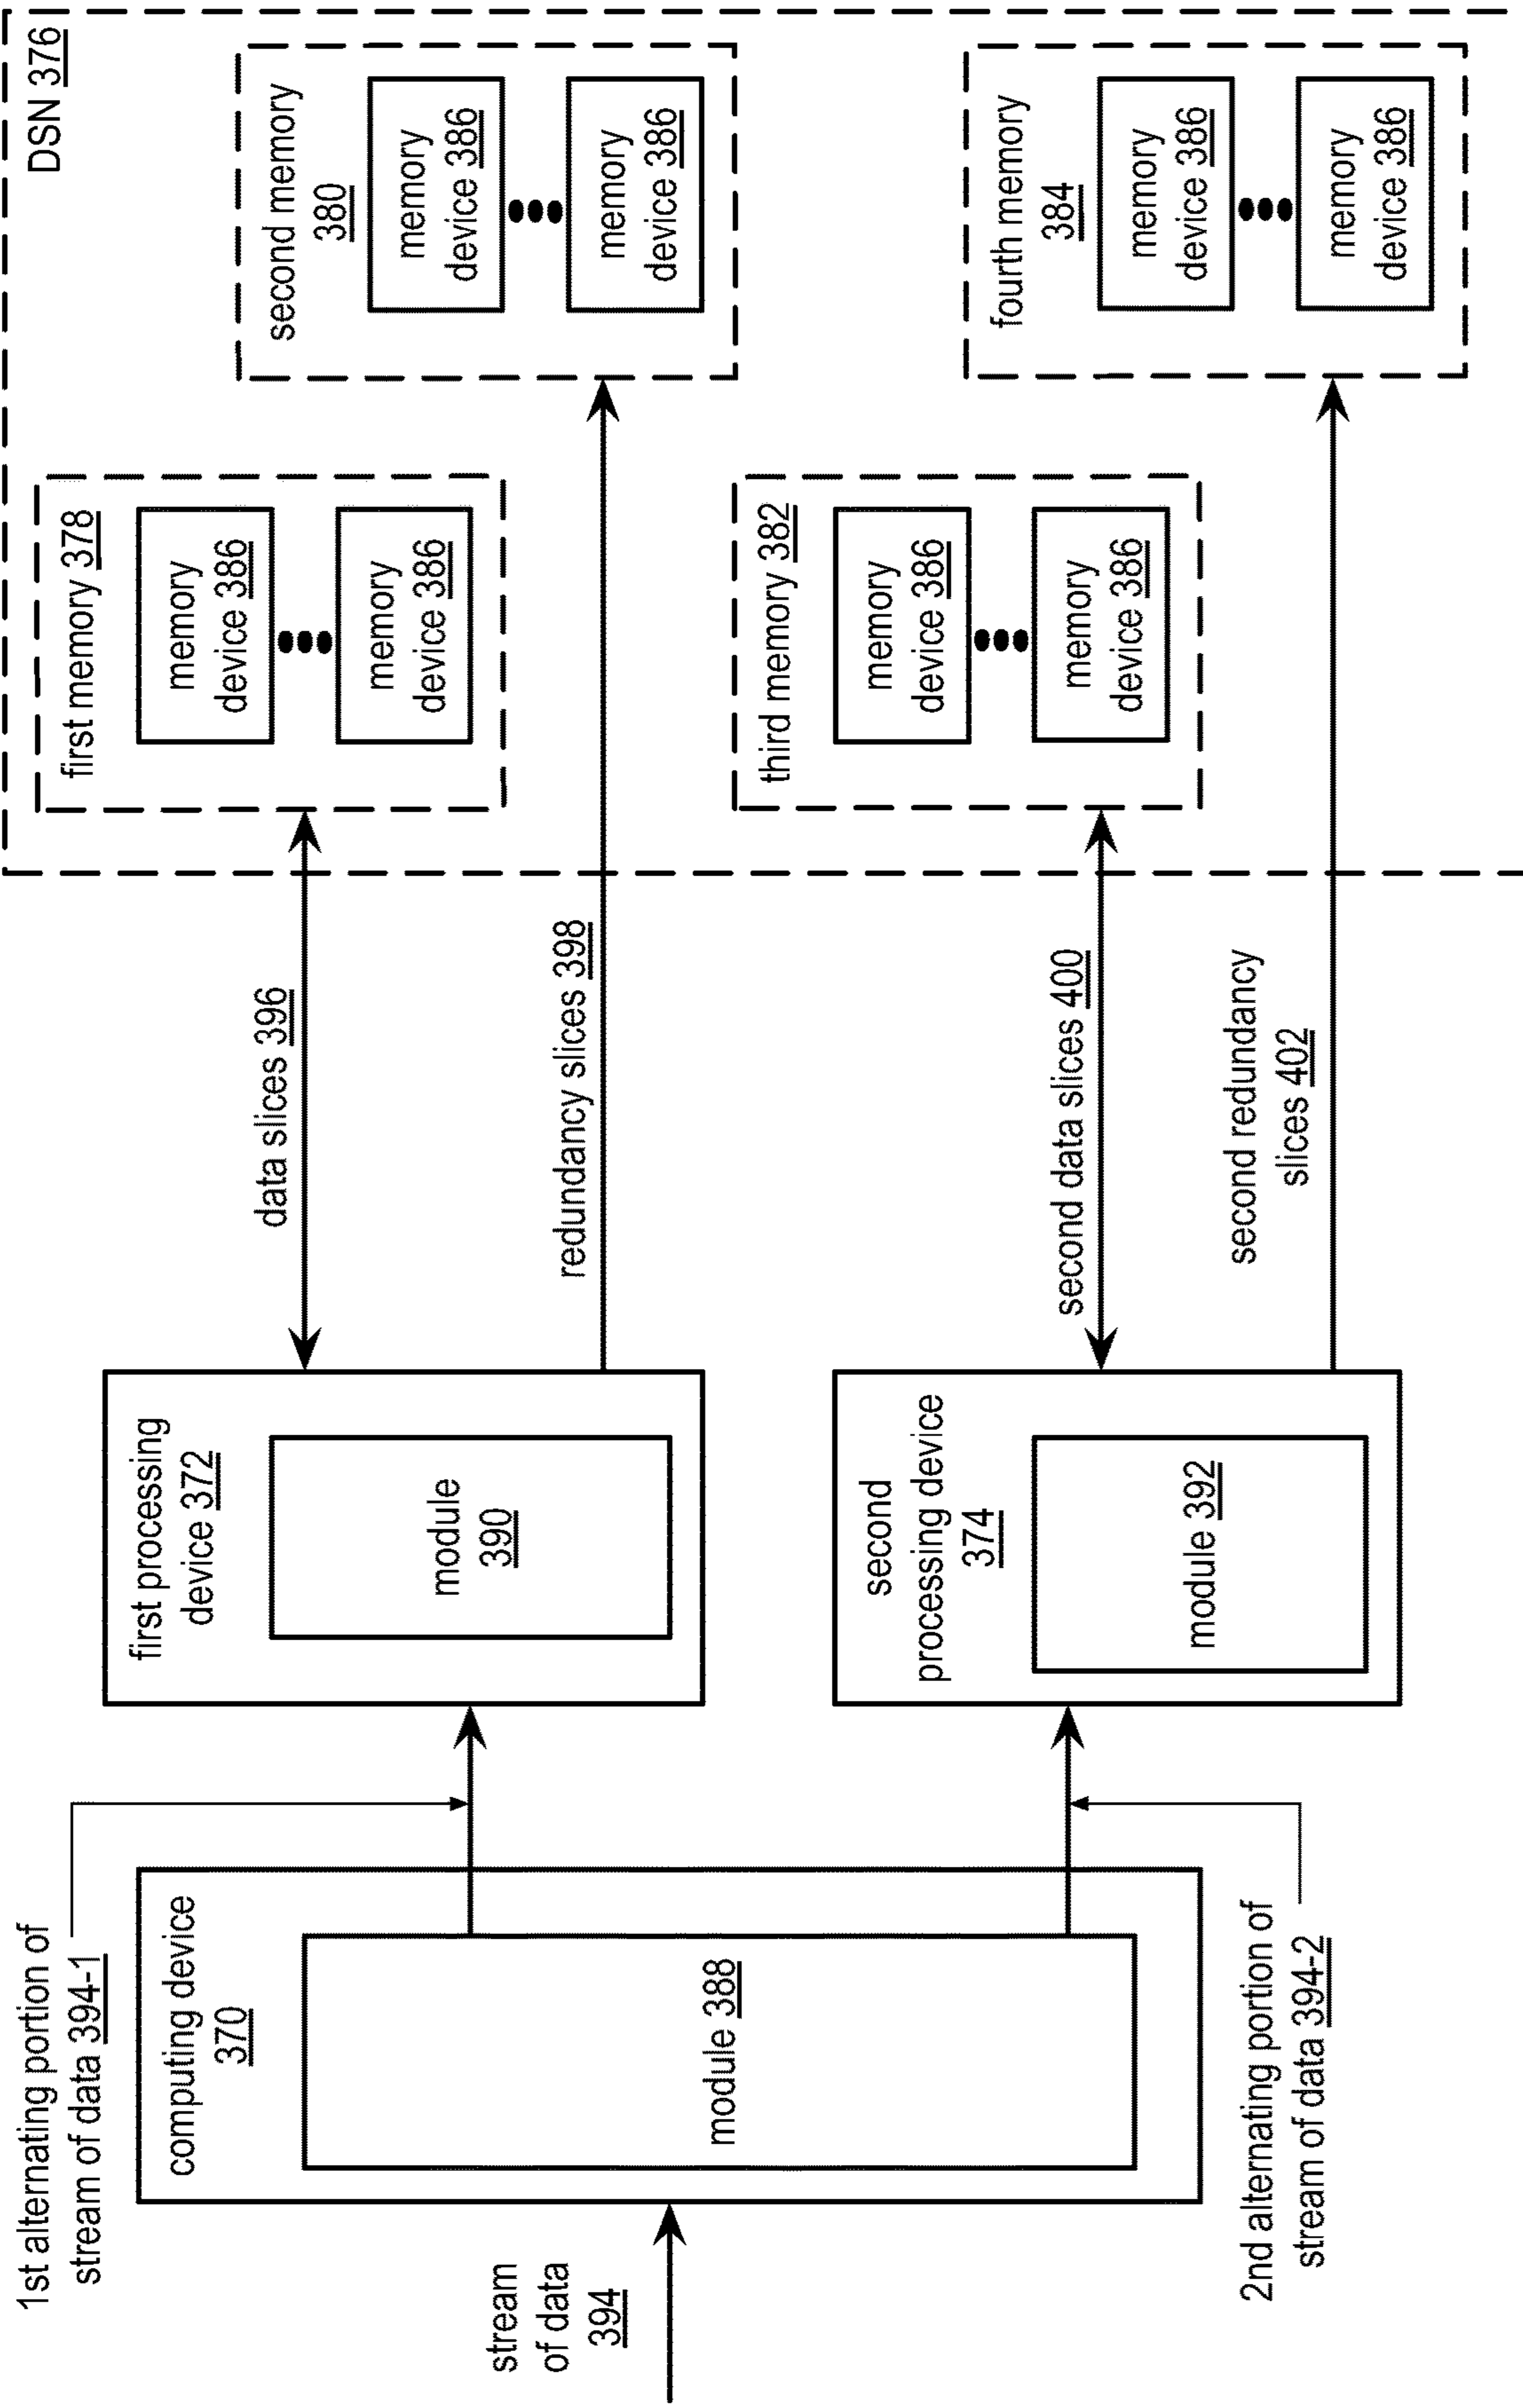 1st alternating portion of
stream of data 394-1
stream
of data
394
computing device
370
module 388
2nd alternating portion of
stream of data 394-2
first processing
device 372
module
390
second
processing device
374
module 392
data slices 396
redundancy slices 398
second data slices 400
second redundancy
slices 402
DSN 376
first memory 378
memory
device 386
memory
device 386
second memory
380
memory
device 386
memory
device 386
third memory 382
memory
device 386
memory
device 386
fourth memory
384
memory
device 386
memory
device 386